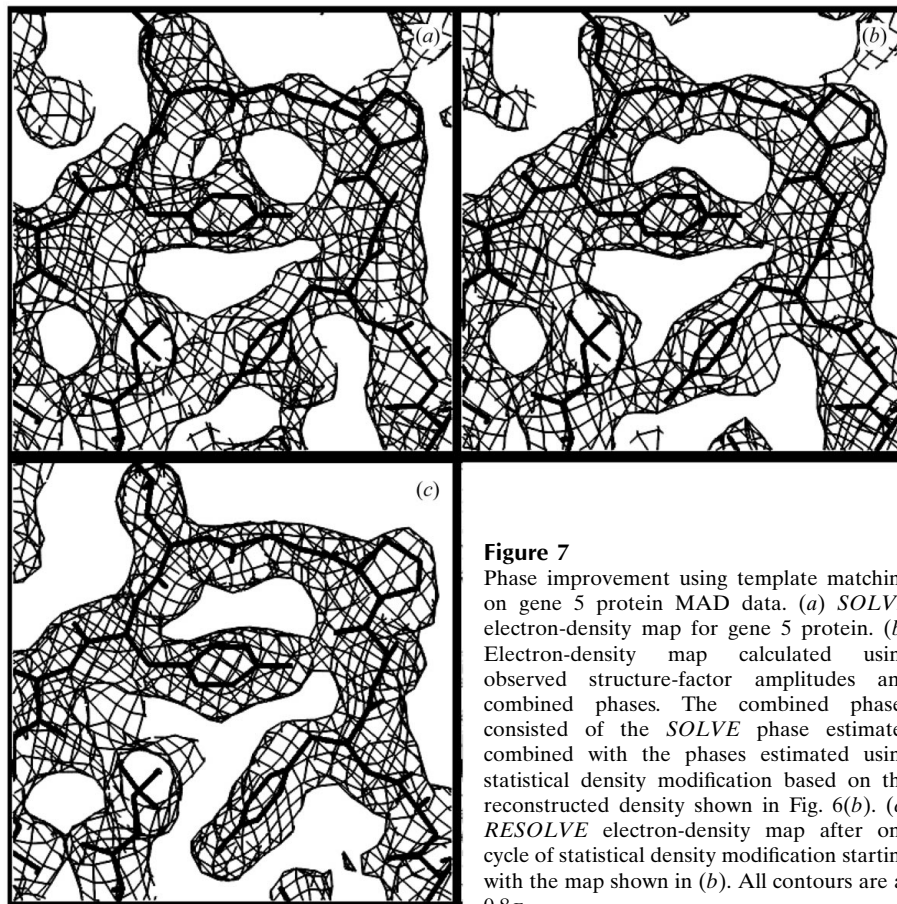 (a)
(b)
(c)
Figure 7
Phase improvement using template matchin
on gene 5 protein MAD data. (a) SOLV
electron-density map for gene 5 protein. (b
Electron-density map calculated usin
observed structure-factor amplitudes an
combined phases. The combined phase
consisted of the SOLVE phase estimate
combined with the phases estimated usin
statistical density modification based on th
reconstructed density shown in Fig. 6(b). (c
RESOLVE electron-density map after on
cycle of statistical density modification startin
with the map shown in (b). All contours are a